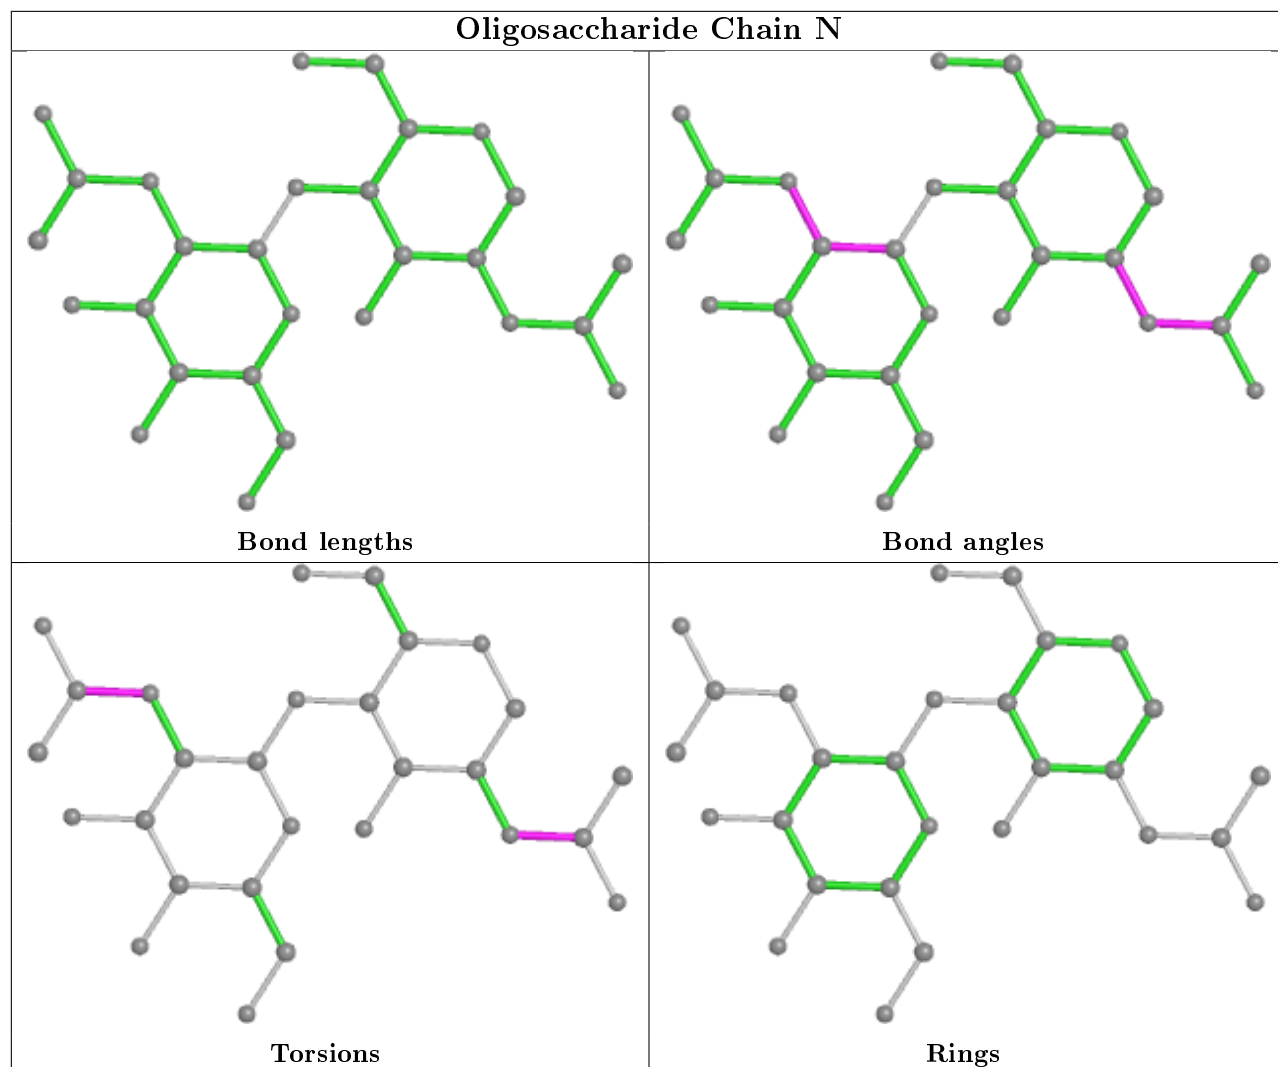 Oligosaccharide Chain N
Bond lengths
Bond angles
Torsions
Rings